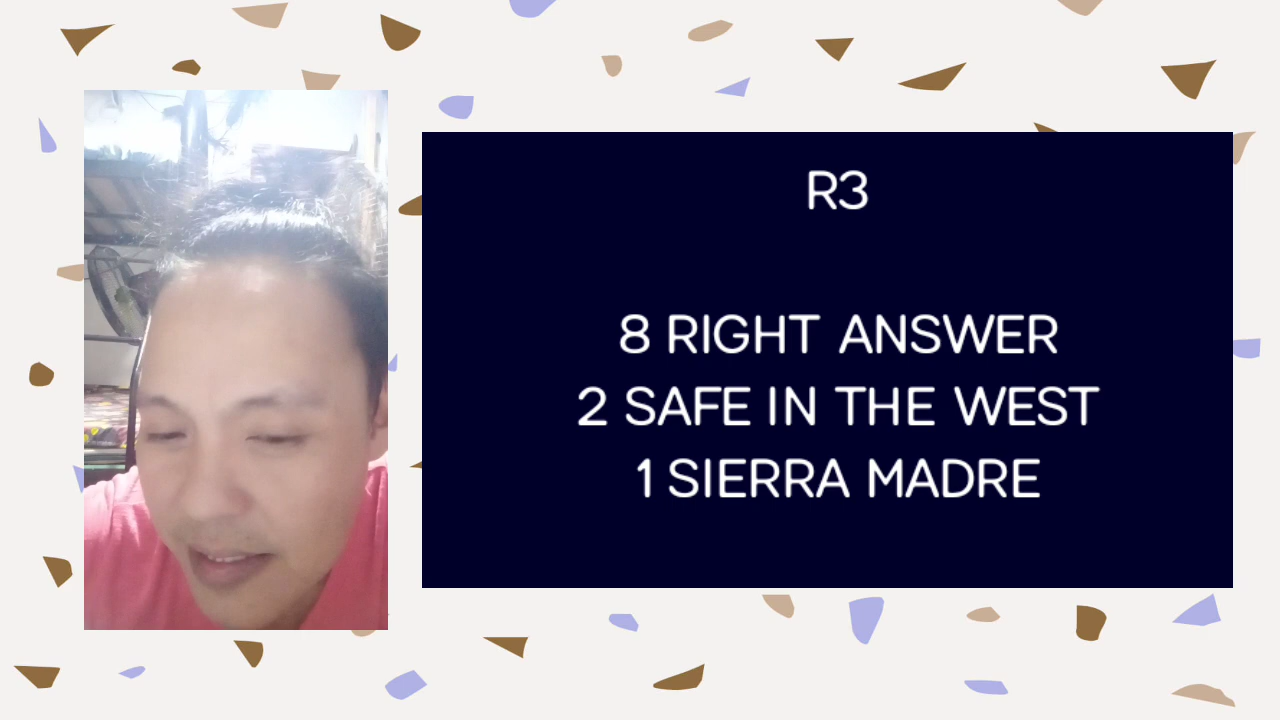 R3
8 RIGHT ANSWER
2 SAFE IN THE WEST
1 SIERRA MADRE